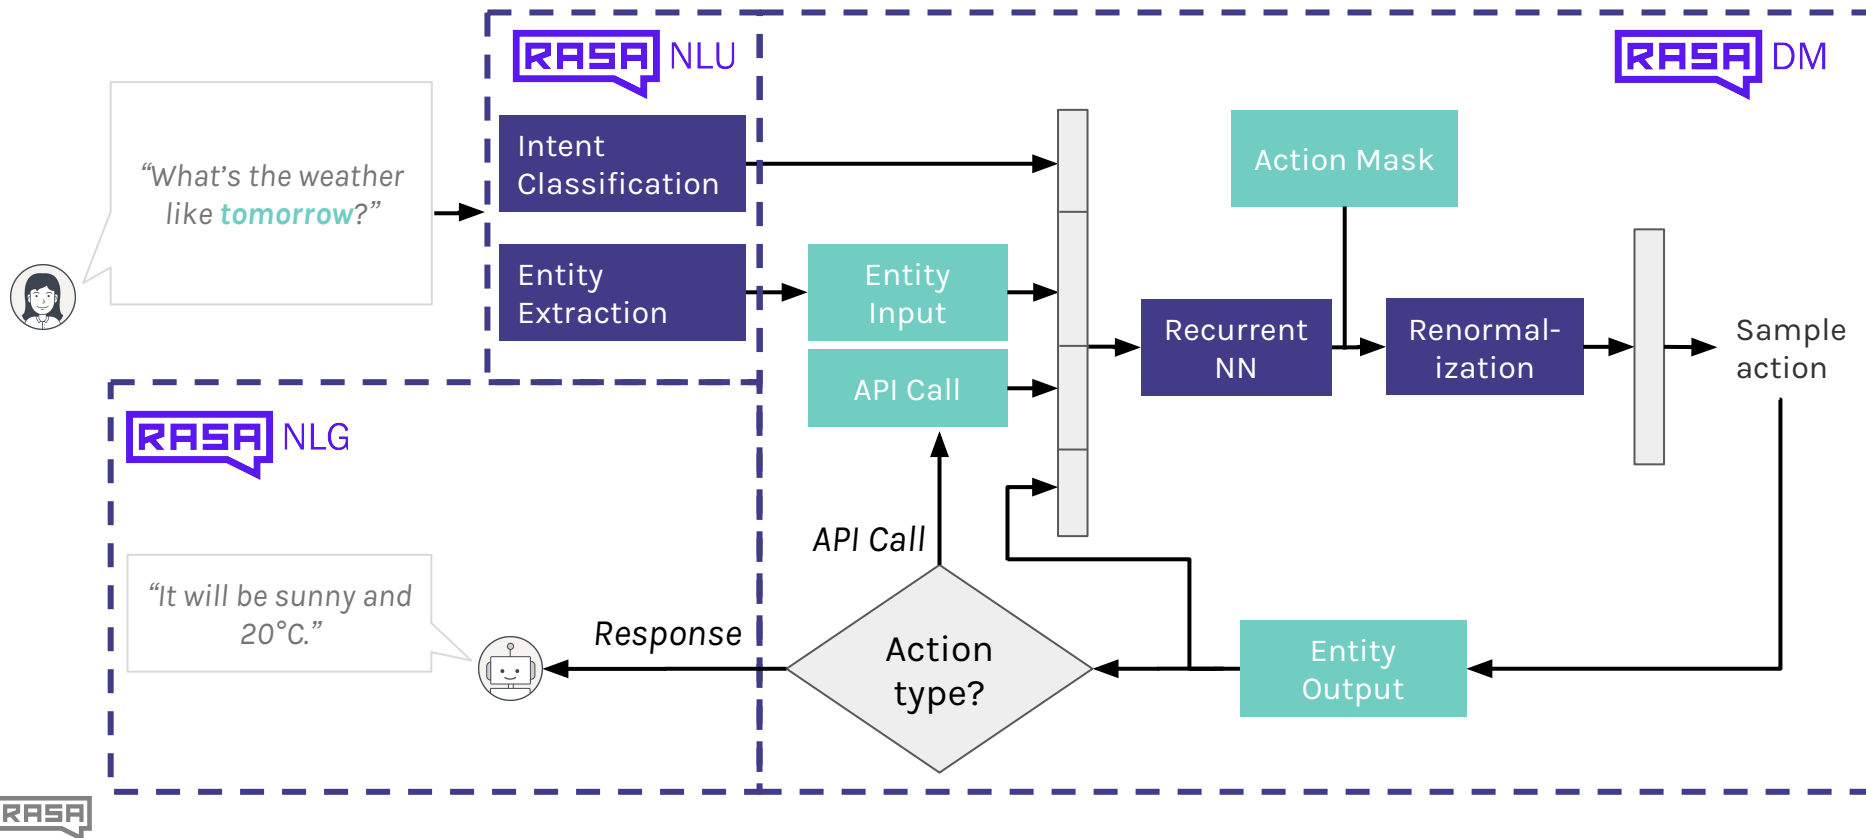 RASA NLU
RASA DM
Intent
Classification
Action Mask
“What’s the weather
like tomorrow?”
Entity
Extraction
Entity
Input
Recurrent
NN
Renormal-
ization
Sample
action
API Call
RASA NLG
API Call
“It will be sunny and
20°C.”
Response
Action
type?
Entity
Output
RASA